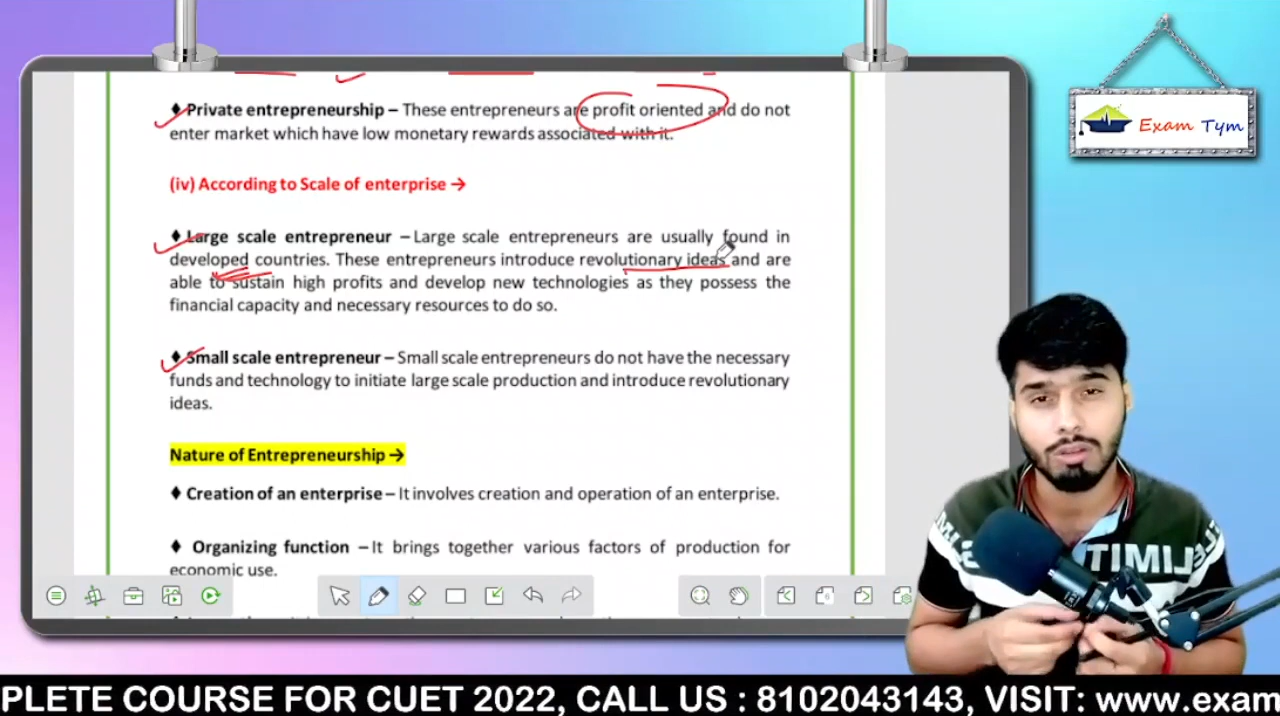 ♦ Private entrepreneurship – These entrepreneurs are profit oriented and do not
enter market which have low monetary rewards associated with it.
(iv) According to Scale of enterprise →
♦ Large scale entrepreneur – Large scale entrepreneurs are usually found in
developed countries. These entrepreneurs introduce revolutionary ideas and are
able to sustain high profits and develop new technologies as they possess the
financial capacity and necessary resources to do so.
♦ Small scale entrepreneur – Small scale entrepreneurs do not have the necessary
funds and technology to initiate large scale production and introduce revolutionary
ideas.
Nature of Entrepreneurship →
♦ Creation of an enterprise – It involves creation and operation of an enterprise.
♦ Organizing function – It brings together various factors of production for
economic use.
Exam Tym
TIMIL
PLETE COURSE FOR CUET 2022, CALL US : 8102043143, VISIT: www.exam